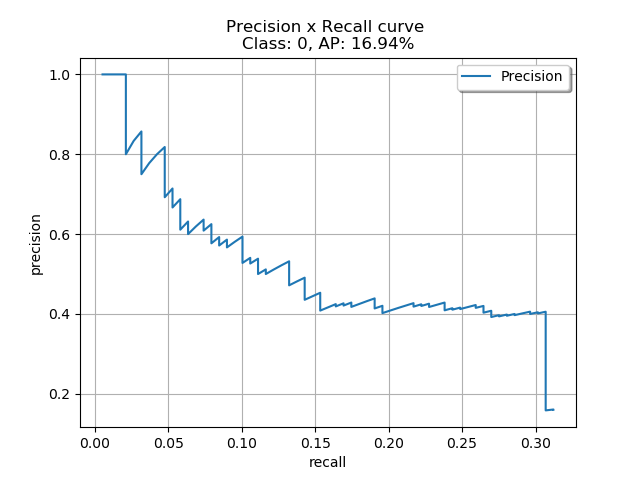 Precision x Recall curve
Class: 0, AP: 16.94%
Precision
1.0
0.8
0.6
0.4
0.2
precision
0.00 0.05 0.10 0.15 0.20 0.25 0.30
recall